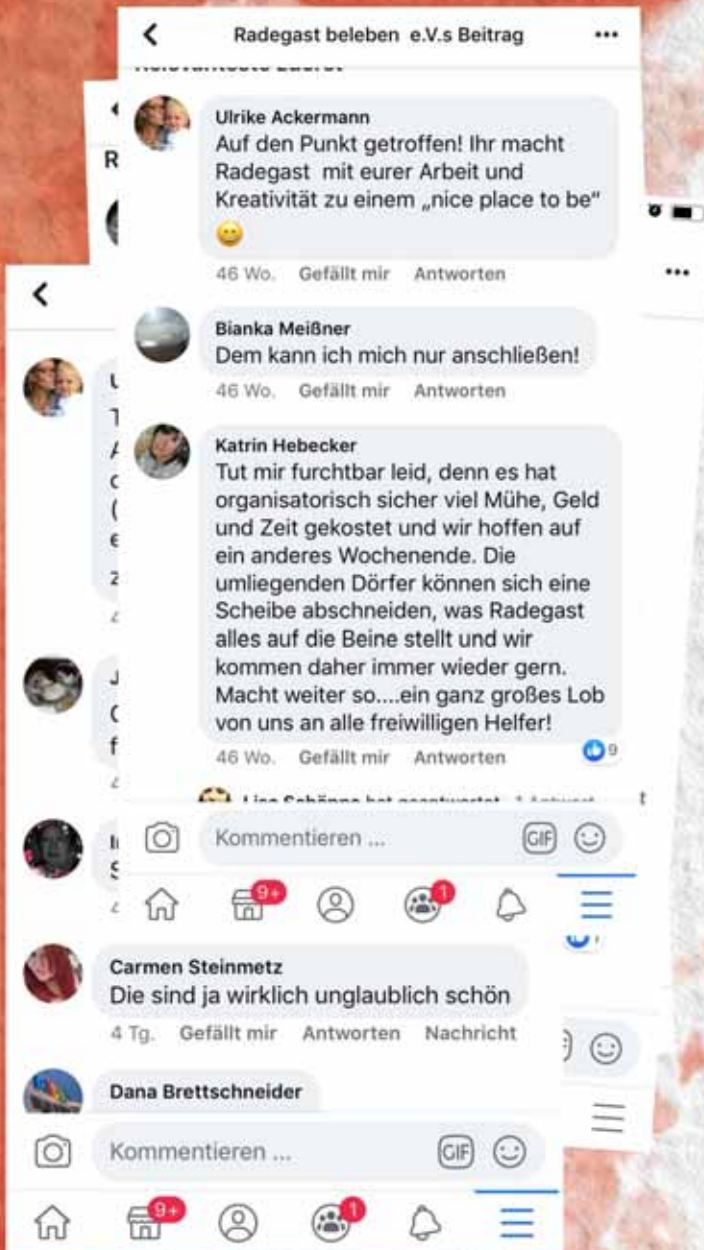 Radegast beleben e.V.s Beitrag
Ulrike Ackermann
Auf den Punkt getroffen! Ihr macht
Radegast mit eurer Arbeit und
Kreativität zu einem „nice place to be“
46 Wo. Gefällt mir Antworten
Bianka Meißner
Dem kann ich mich nur anschließen!
46 Wo. Gefällt mir Antworten
Katrin Hebecker
Tut mir furchtbar leid, denn es hat
organisatorisch sicher viel Mühe, Geld
und Zeit gekostet und wir hoffen auf
ein anderes Wochenende. Die
umliegenden Dörfer können sich eine
Scheibe abschneiden, was Radegast
alles auf die Beine stellt und wir
kommen daher immer wieder gern.
Macht weiter so....ein ganz großes Lob
von uns an alle freiwilligen Helfer!
46 Wo. Gefällt mir Antworten 9
Kommentieren ... GIF
9+ 1
Carmen Steinmetz
Die sind ja wirklich unglaublich schön
4 Tg. Gefällt mir Antworten Nachricht
Dana Brettschneider
Kommentieren ... GIF
9+ 1